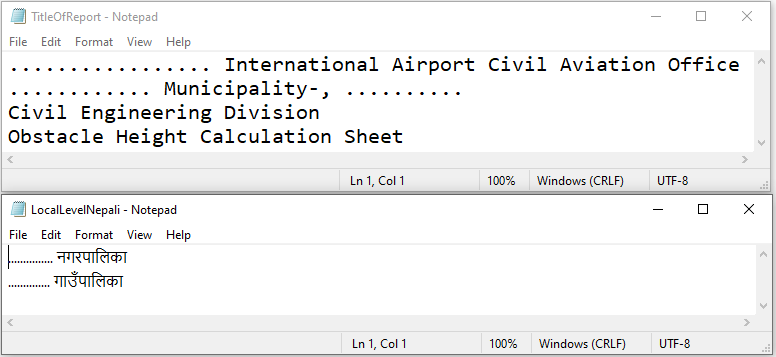 TitleOfReport - Notepad
File Edit Format View Help
................. International Airport Civil Aviation Office
............ Municipality-, ..........
Civil Engineering Division
Obstacle Height Calculation Sheet
Ln 1, Col 1 100% Windows (CRLF) UTF-8
LocalLevelNepali - Notepad
File Edit Format View Help
............... नगरपालिका
.............. गाउँपालिका
Ln 1, Col 1 100% Windows (CRLF) UTF-8